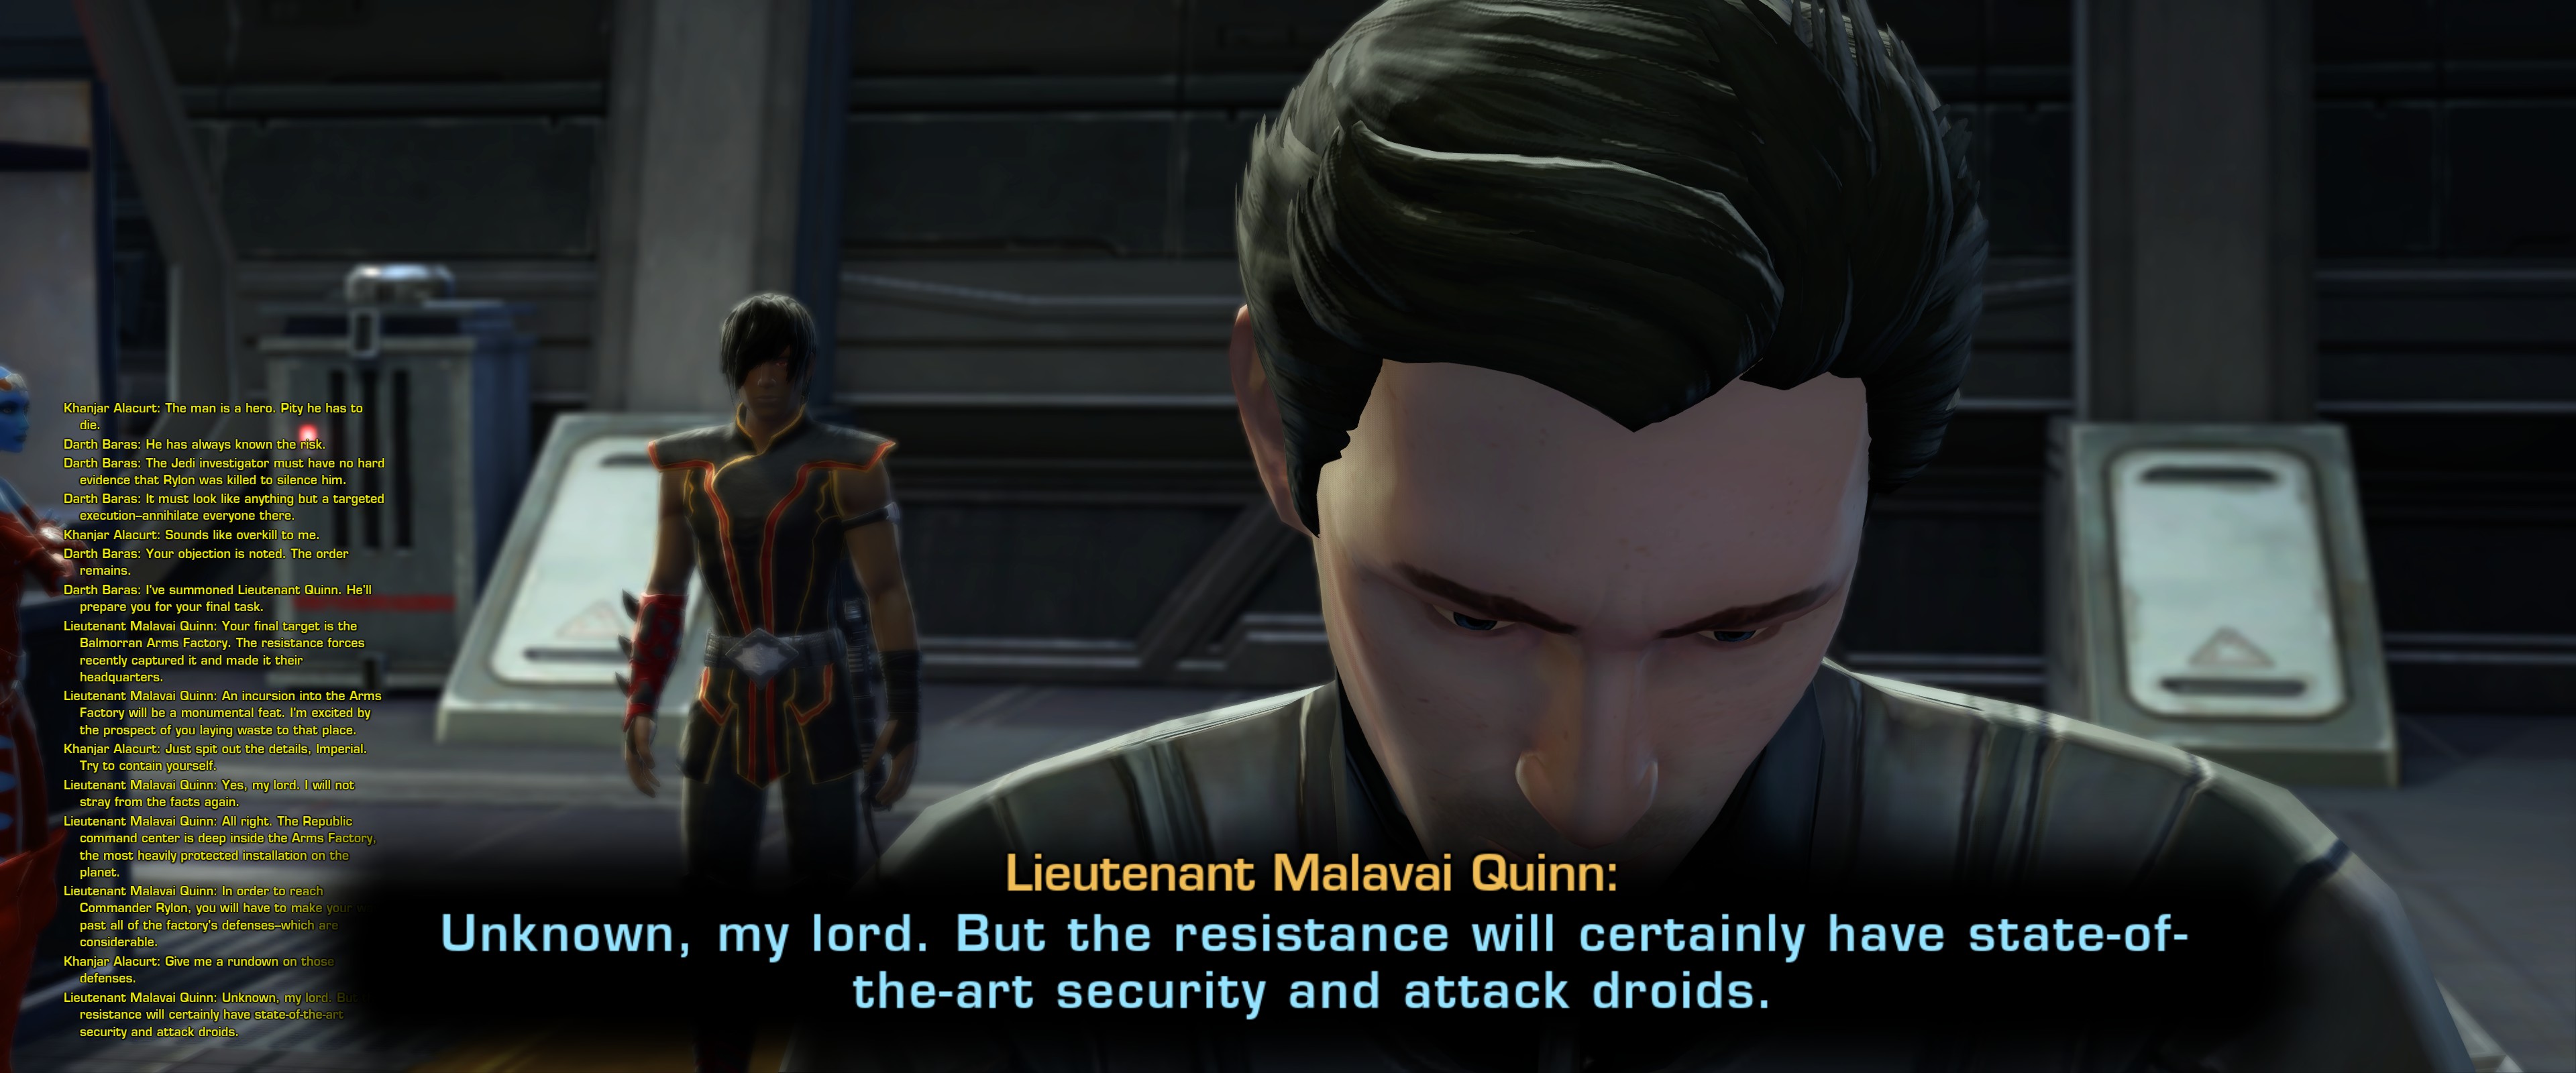 Khanjar Alacurt: The man is a hero. Pity he has to
die.
Darth Baras: He has always known the risk.
Darth Baras: The Jedi investigator must have no hard
evidence that Rylon was killed to silence him.
Darth Baras: It must look like anything but a targeted
execution–annihilate everyone there.
Khanjar Alacurt: Sounds like overkill to me.
Darth Baras: Your objection is noted. The order
remains.
Darth Baras: I've summoned Lieutenant Quinn. He'll
prepare you for your final task.
Lieutenant Malavai Quinn: Your final target is the
Balmorran Arms Factory. The resistance forces
recently captured it and made it their
headquarters.
Lieutenant Malavai Quinn: An incursion into the Arms
Factory will be a monumental feat. I'm excited by
the prospect of you laying waste to that place.
Khanjar Alacurt: Just spit out the details, Imperial.
Try to contain yourself.
Lieutenant Malavai Quinn: Yes, my lord. I will not
stray from the facts again.
Lieutenant Malavai Quinn: All right. The Republic
command center is deep inside the Arms Factory,
the most heavily protected installation on the
planet.
Lieutenant Malavai Quinn: In order to reach
Commander Rylon, you will have to make your
past all of the factory's defenses–which are
considerable.
Khanjar Alacurt: Give me a rundown on those
defenses.
Lieutenant Malavai Quinn: Unknown, my lord. But
resistance will certainly have state-of-the-art
security and attack droids.
Lieutenant Malavai Quinn:
Unknown, my lord. But the resistance will certainly have state-of-
the-art security and attack droids.